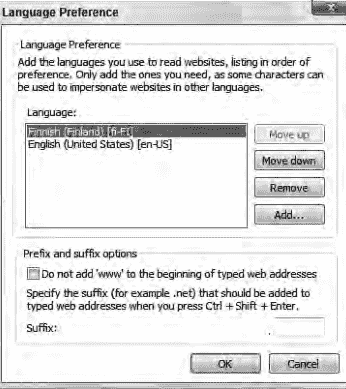 Language Preference
Language Preference
Add the languages you use to read websites, listing in order of
preference. Only add the ones you need, as some characters can
be used to impersonate websites in other languages.
Language:
Finnish (Finland) [fi-FI]
English (United States) [en-US]
Move up
Move down
Remove
Add...
Prefix and suffix options
Do not add 'www' to the beginning of typed web addresses
Specify the suffix (for example .net) that should be added to
typed web addresses when you press Ctrl + Shift + Enter.
Suffix:
.
OK
Cancel